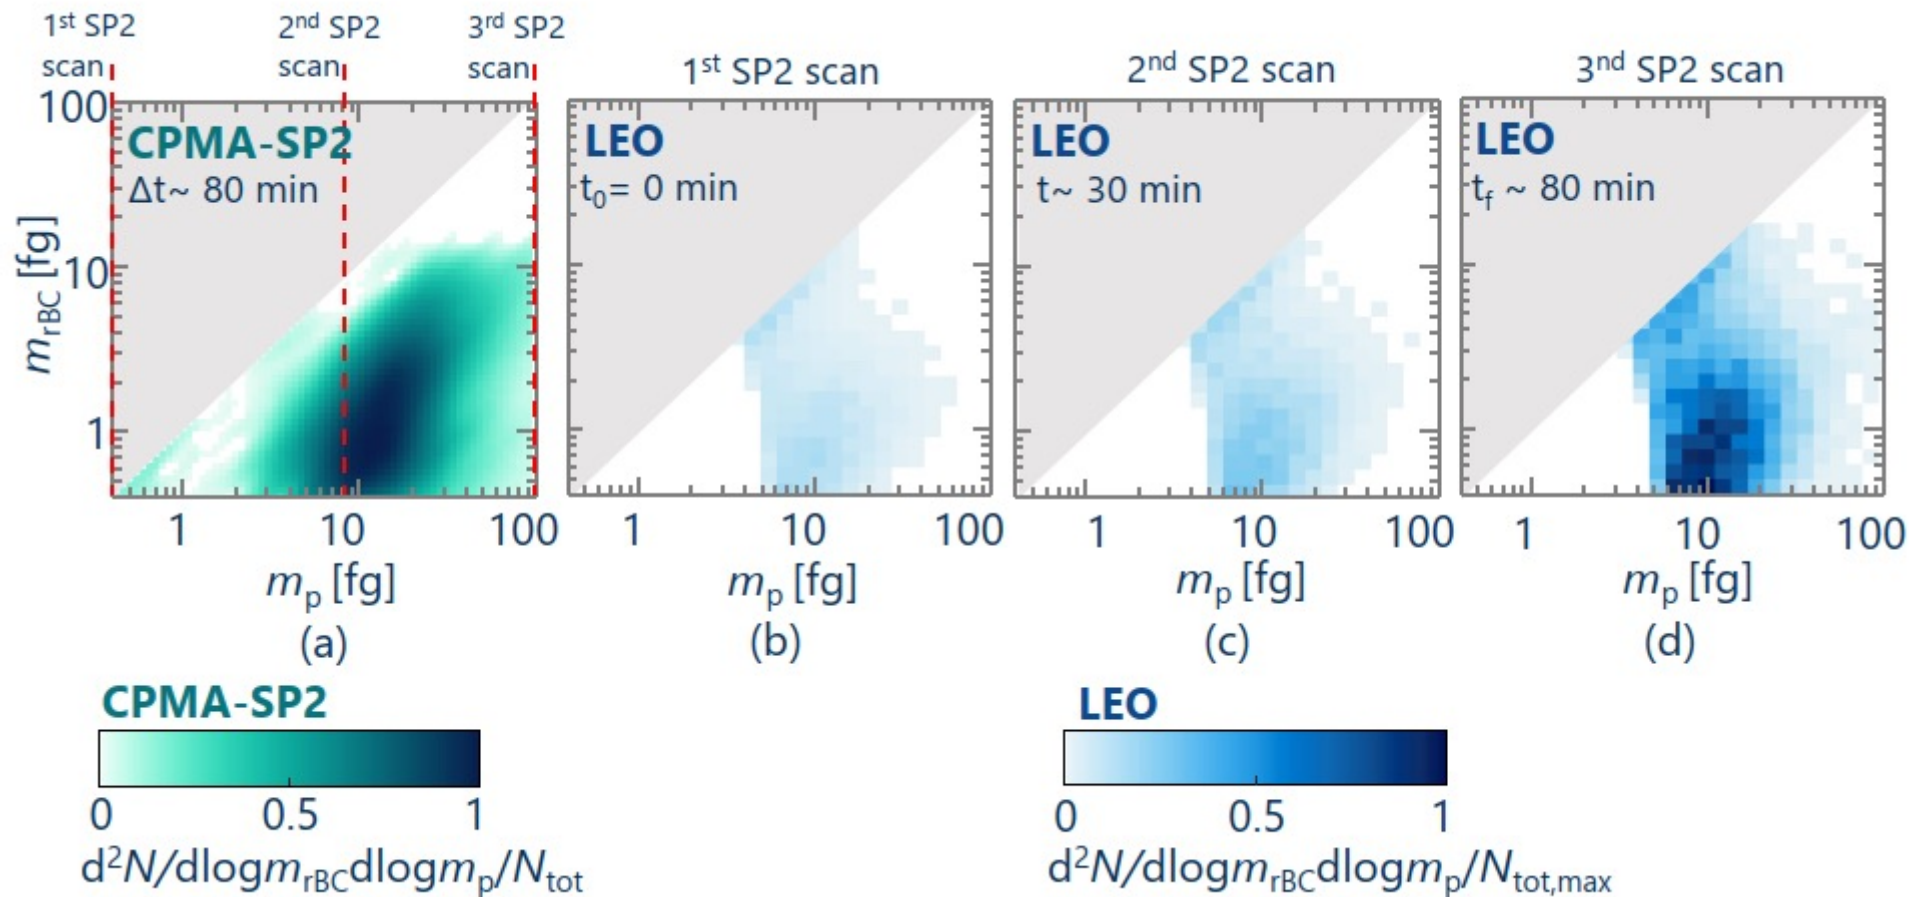 1st SP2 scan
2nd SP2 scan
3rd SP2 scan
1st SP2 scan
2nd SP2 scan
3nd SP2 scan
CPMA-SP2
Δt~ 80 min
LEO
t0= 0 min
LEO
t~ 30 min
LEO
tf ~ 80 min
mrBC [fg]
100
10
1
1 10 100
1 10 100
1 10 100
1 10 100
mp [fg]
mp [fg]
mp [fg]
mp [fg]
(a)
(b)
(c)
(d)
CPMA-SP2
0 0.5 1
d²N/dlogmrBCdlogmp/Ntot
LEO
0 0.5 1
d²N/dlogmrBCdlogmp/Ntot,max